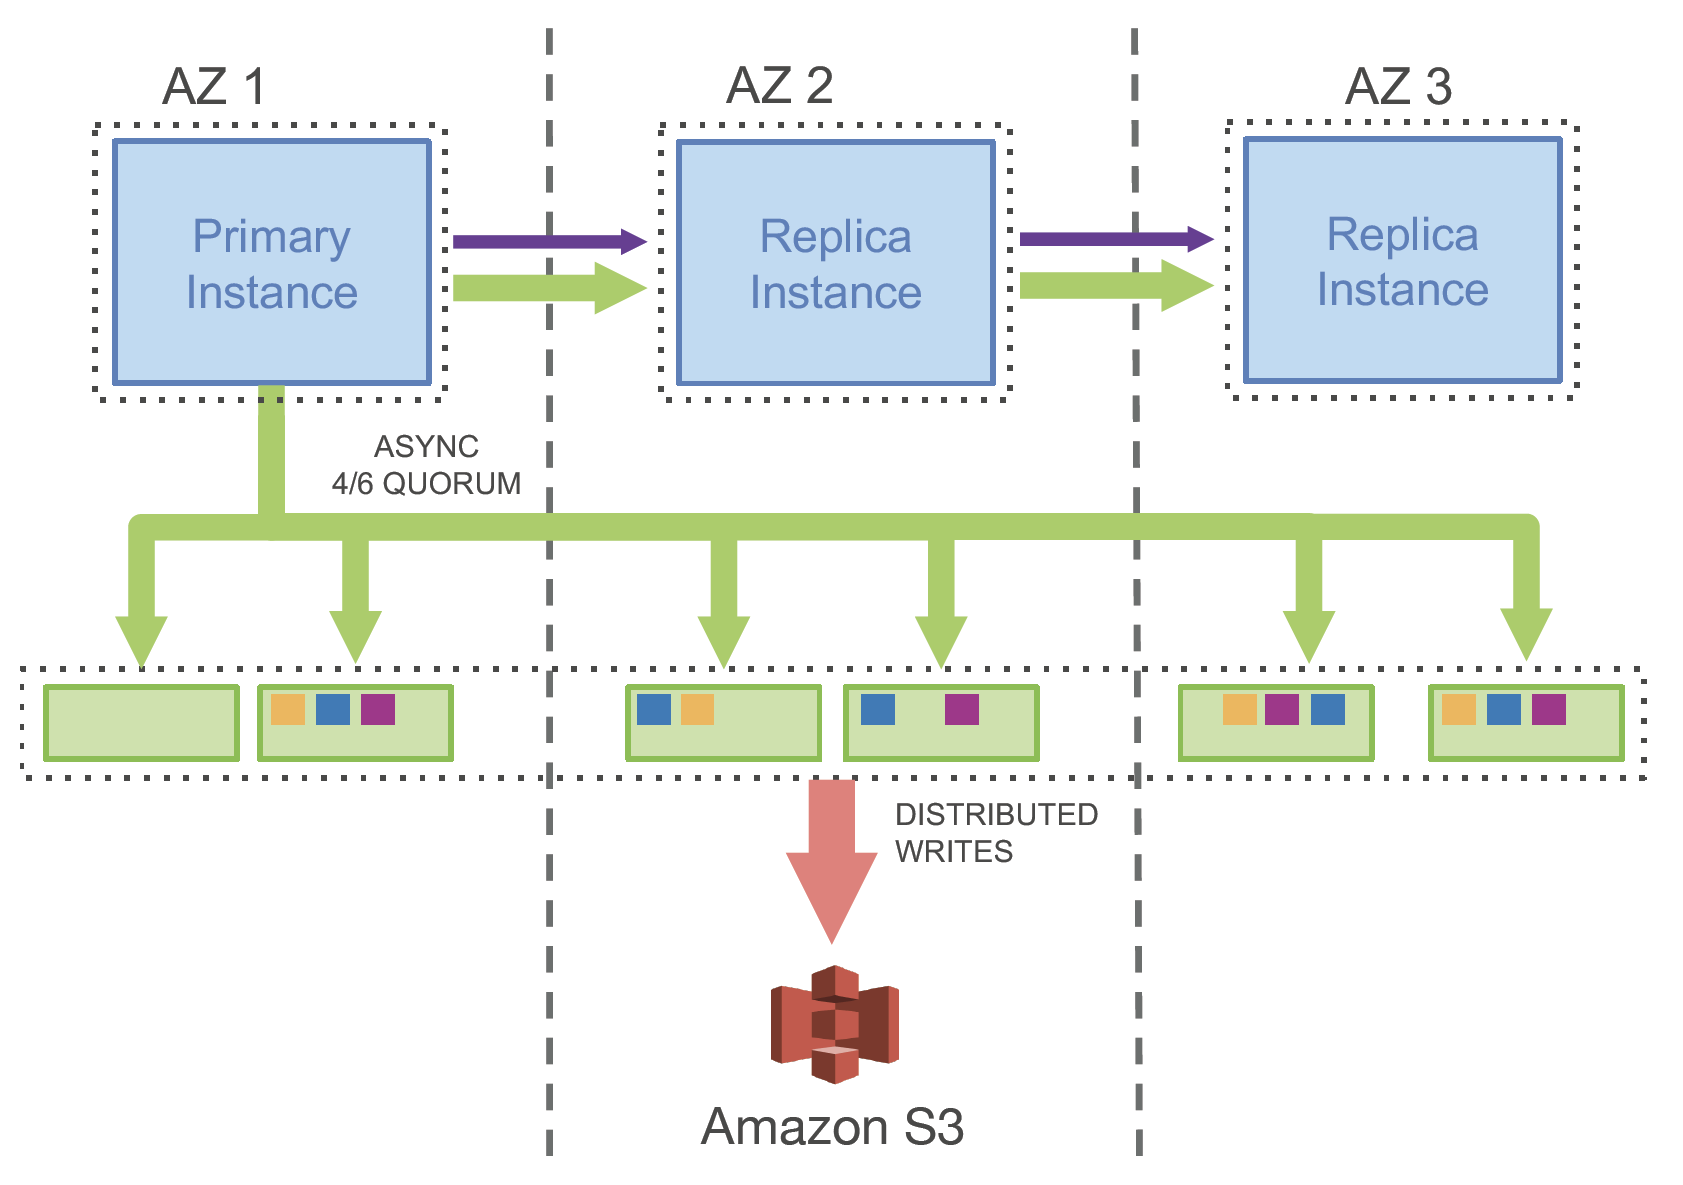 AZ 1
AZ 2
AZ 3
Primary
Instance
Replica
Instance
Replica
Instance
ASYNC
4/6 QUORUM
DISTRIBUTED
WRITES
Amazon S3